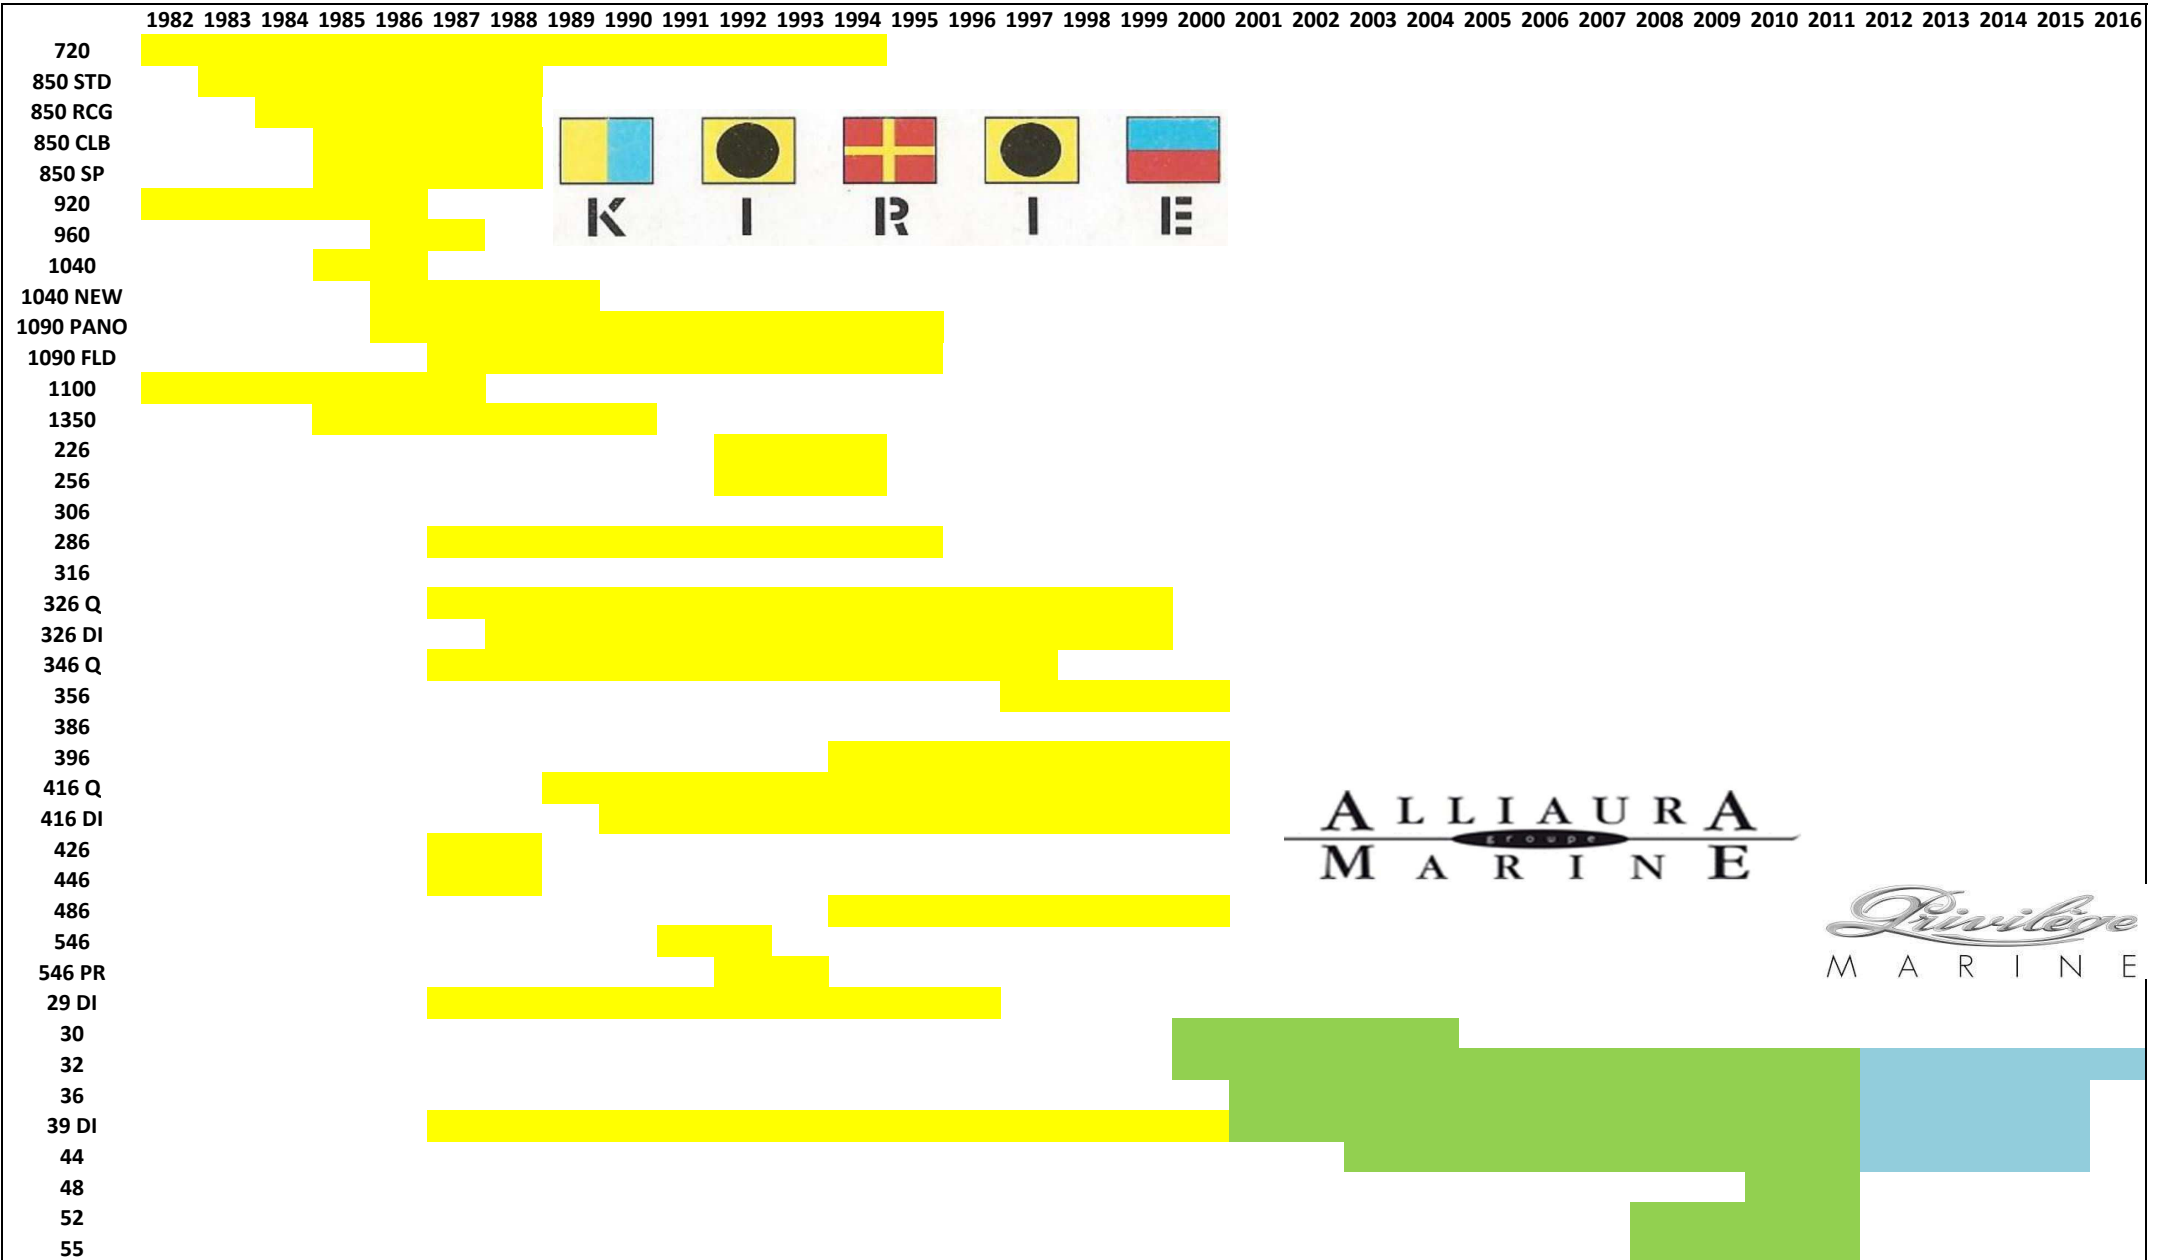 1982 1983 1984 1985 1986 1987 1988 1989 1990 1991 1992 1993 1994 1995 1996 1997 1998 1999 2000 2001 2002 2003 2004 2005 2006 2007 2008 2009 2010 2011 2012 2013 2014 2015 2016
720
850 STD
850 RCG
850 CLB
850 SP
920
K I R I E
960
1040
1040 NEW
1090 PANO
1090 FLD
1100
1350
226
256
306
286
316
326 Q
326 DI
346 Q
356
386
396
416 Q
416 DI
ALLIAURA
groupe
MARINE
426
446
486
Privilège
MARINE
546
546 PR
29 DI
30
32
36
39 DI
44
48
52
55